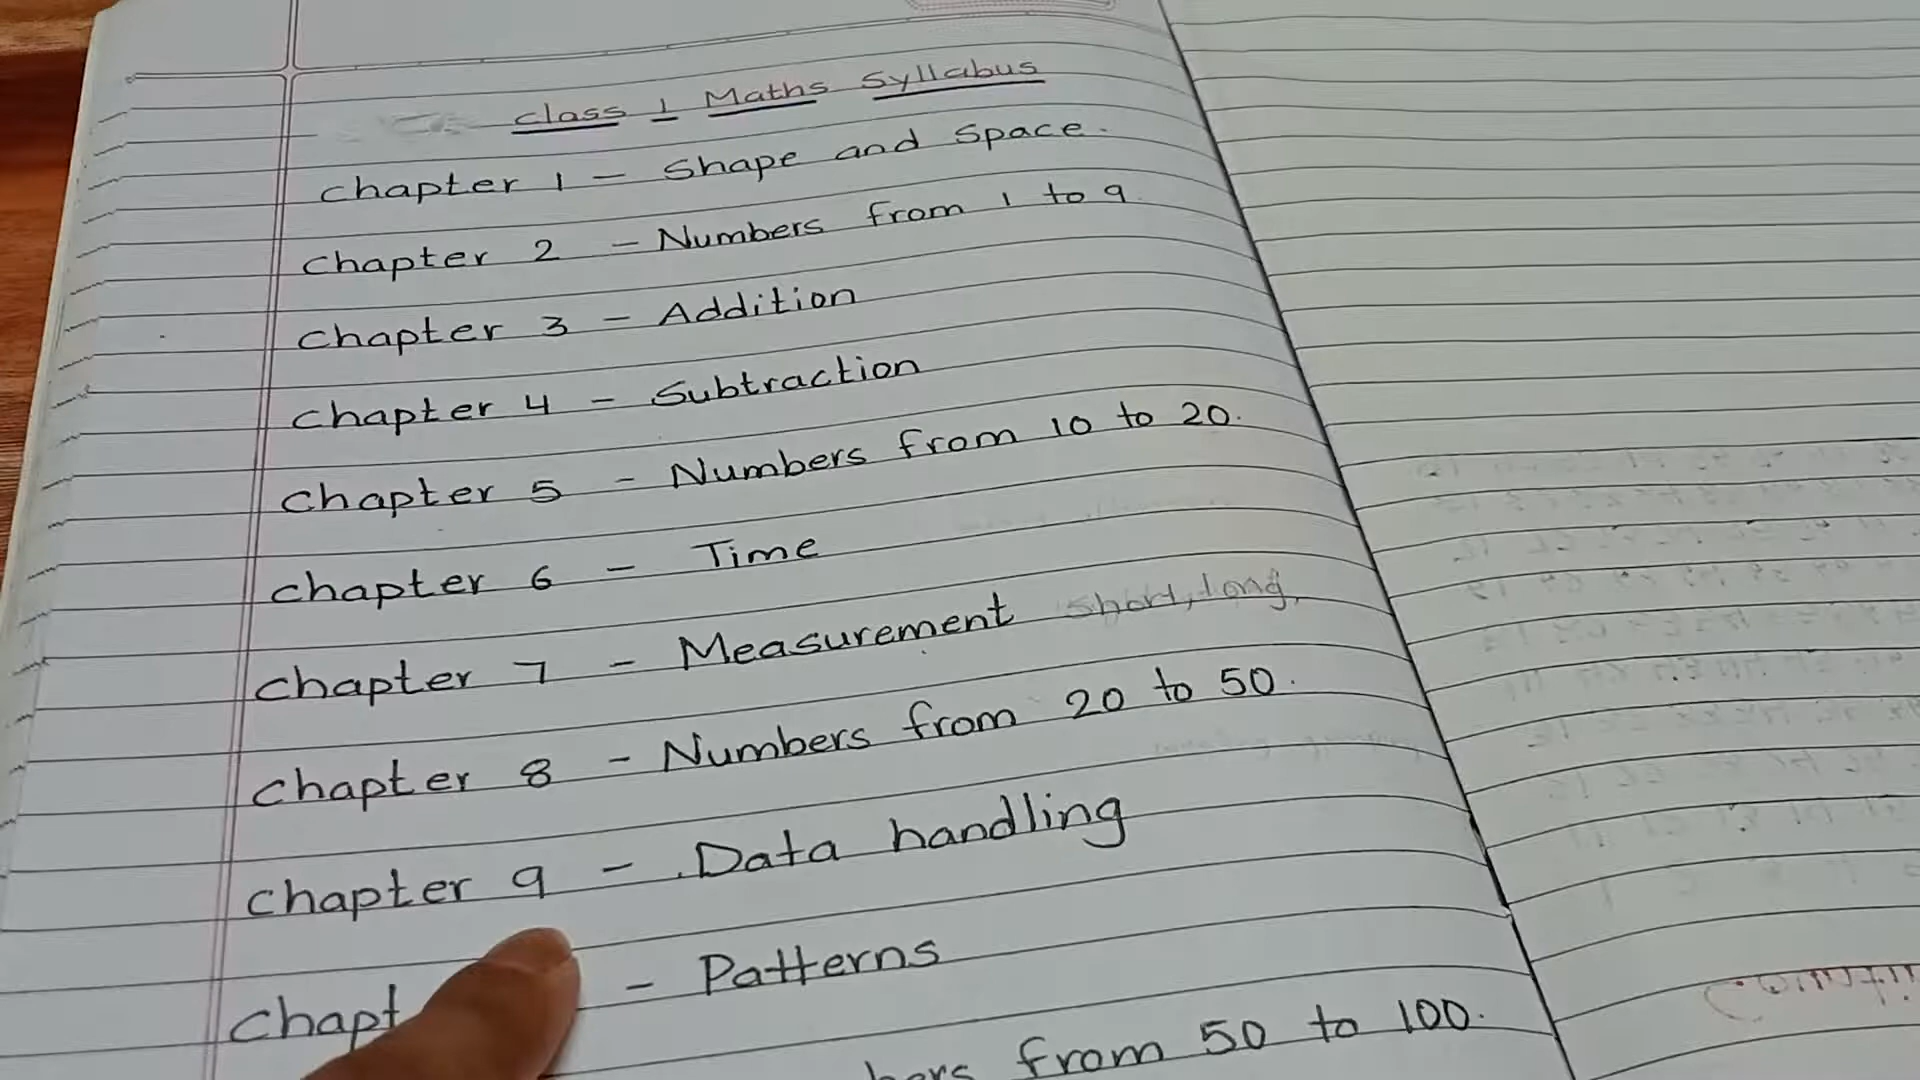 Class 1 Maths Syllabus
Chapter 1 - Shape and Space.
Chapter 2 - Numbers from 1 to 9.
Chapter 3 - Addition
Chapter 4 - Subtraction
Chapter 5 - Numbers from 10 to 20.
Chapter 6 - Time
Chapter 7 - Measurement short, long,
Chapter 8 - Numbers from 20 to 50.
Chapter 9 - Data handling
- Patterns
from 50 to 100.